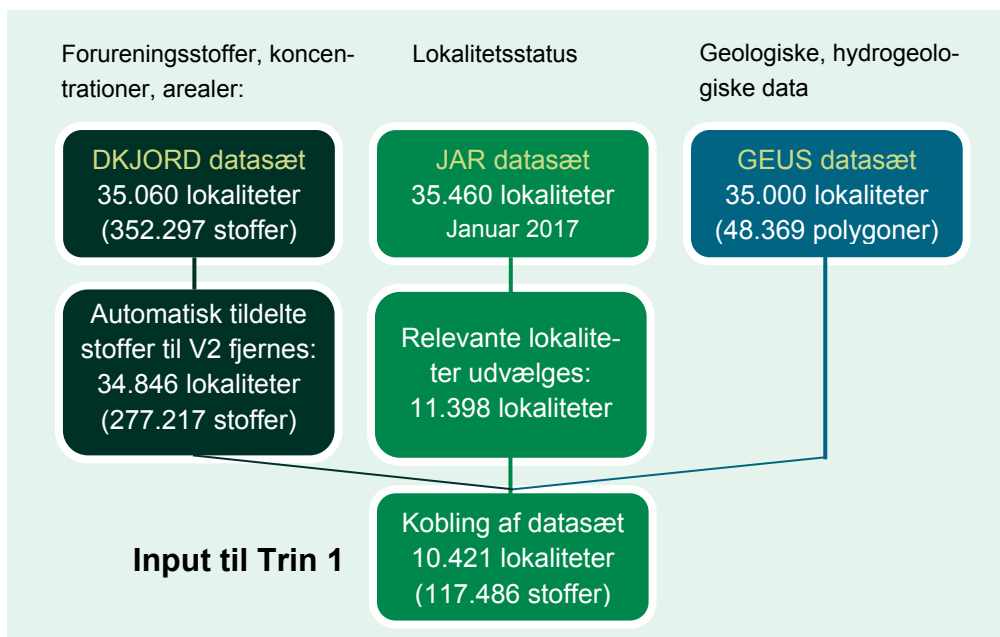 Forureningsstoffer, koncen-
trationer, arealer:
DKJORD datasæt
35.060 lokaliteter
(352.297 stoffer)
Automatisk tildelte
stoffer til V2 fjernes:
34.846 lokaliteter
(277.217 stoffer)
Lokalitetsstatus
JAR datasæt
35.460 lokaliteter
Januar 2017
Relevante lokalite-
ter udvælges:
11.398 lokaliteter
Geologiske, hydrogeolo-
giske data
GEUS datasæt
35.000 lokaliteter
(48.369 polygoner)
Input til Trin 1
Kobling af datasæt
10.421 lokaliteter
(117.486 stoffer)